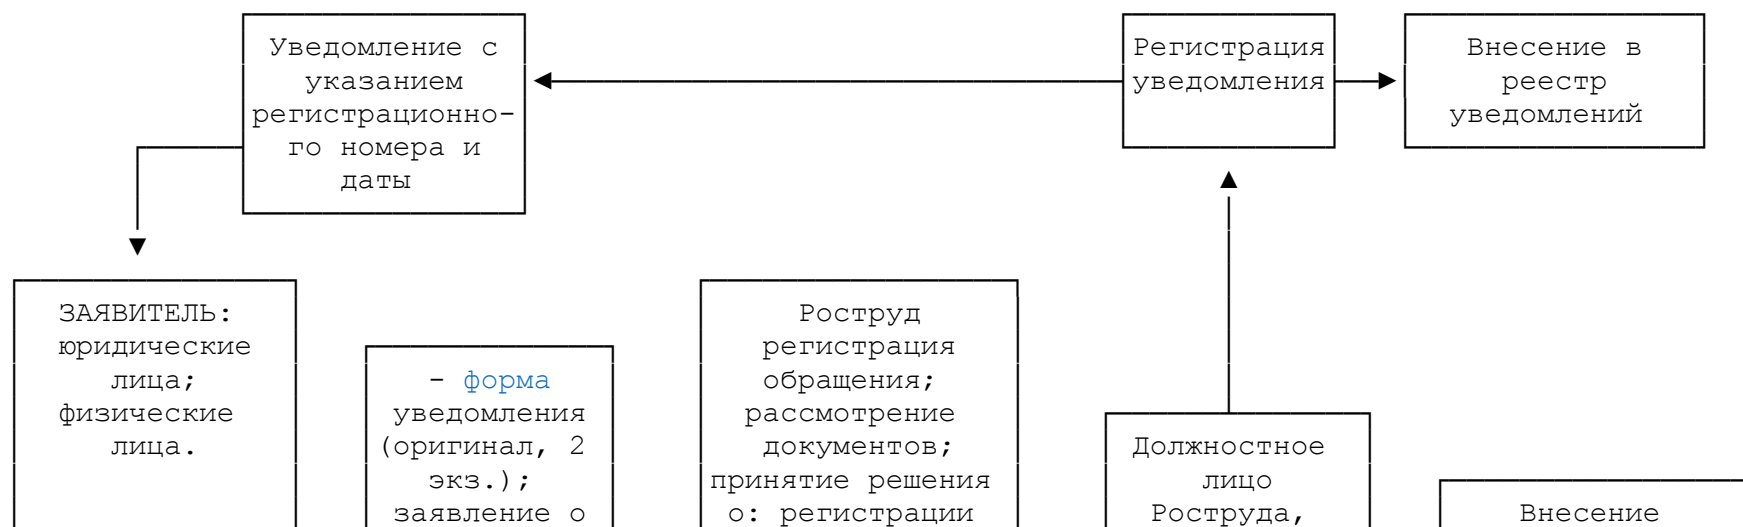 Уведомление с
указанием
регистрационно-
го номера и
даты
Регистрация
уведомления
Внесение в
реестр
уведомлений
ЗАЯВИТЕЛЬ:
юридические
лица;
физические
лица.
- форма
уведомления
(оригинал, 2
экз.);
заявление о
Роструд
регистрация
обращения;
рассмотрение
документов;
принятие решения
о: регистрации
Должностное
лицо
Роструда,
Внесение